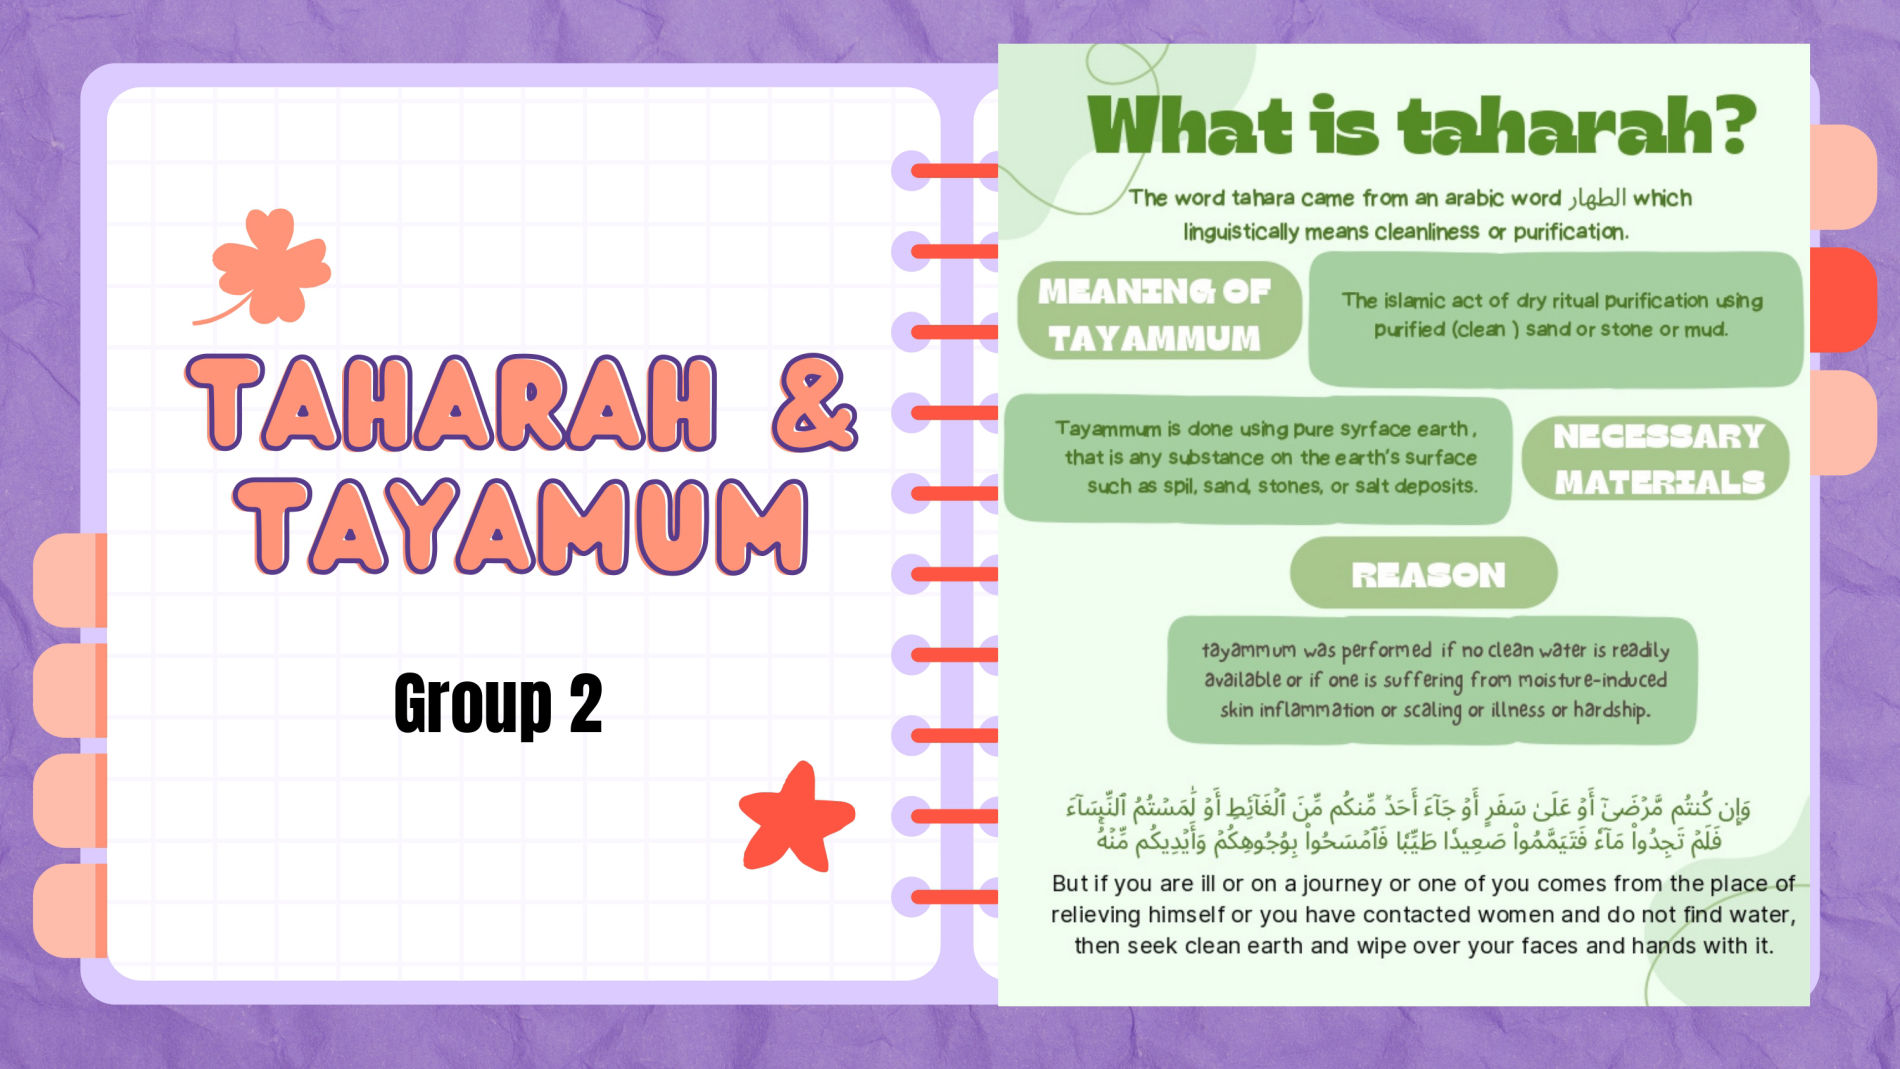 TAHARAH &
TAYAMUM
Group 2
What is taharah?
The word tahara came from an arabic word الطهار which
linguistically means cleanliness or purification.
MEANING OF
TAYAMMUM
The islamic act of dry ritual purification using
purified (clean ) sand or stone or mud.
Tayammum is done using pure syrface earth,
that is any substance on the earth's surface
such as spil, sand, stones, or salt deposits.
NECESSARY
MATERIALS
REASON
tayammum was performed if no clean water is readily
available or if one is suffering from moisture-induced
skin inflammation or scaling or illness or hardship.
وَإِن كُنتُم مَّرْضَىٰٓ أَوْ عَلَىٰ سَفَرٍ أَوْ جَآءَ أَحَدٌ مِّنكُم مِّنَ ٱلْغَآئِطِ أَوْ لَٰمَسْتُمُ ٱلنِّسَآءَ
فَلَمْ تَجِدُوا۟ مَآءً فَتَيَمَّمُوا۟ صَعِيدًا طَيِّبًا فَٱمْسَحُوا۟ بِوُجُوهِكُمْ وَأَيْدِيكُم مِّنْهُ ۚ
But if you are ill or on a journey or one of you comes from the place of
relieving himself or you have contacted women and do not find water,
then seek clean earth and wipe over your faces and hands with it.